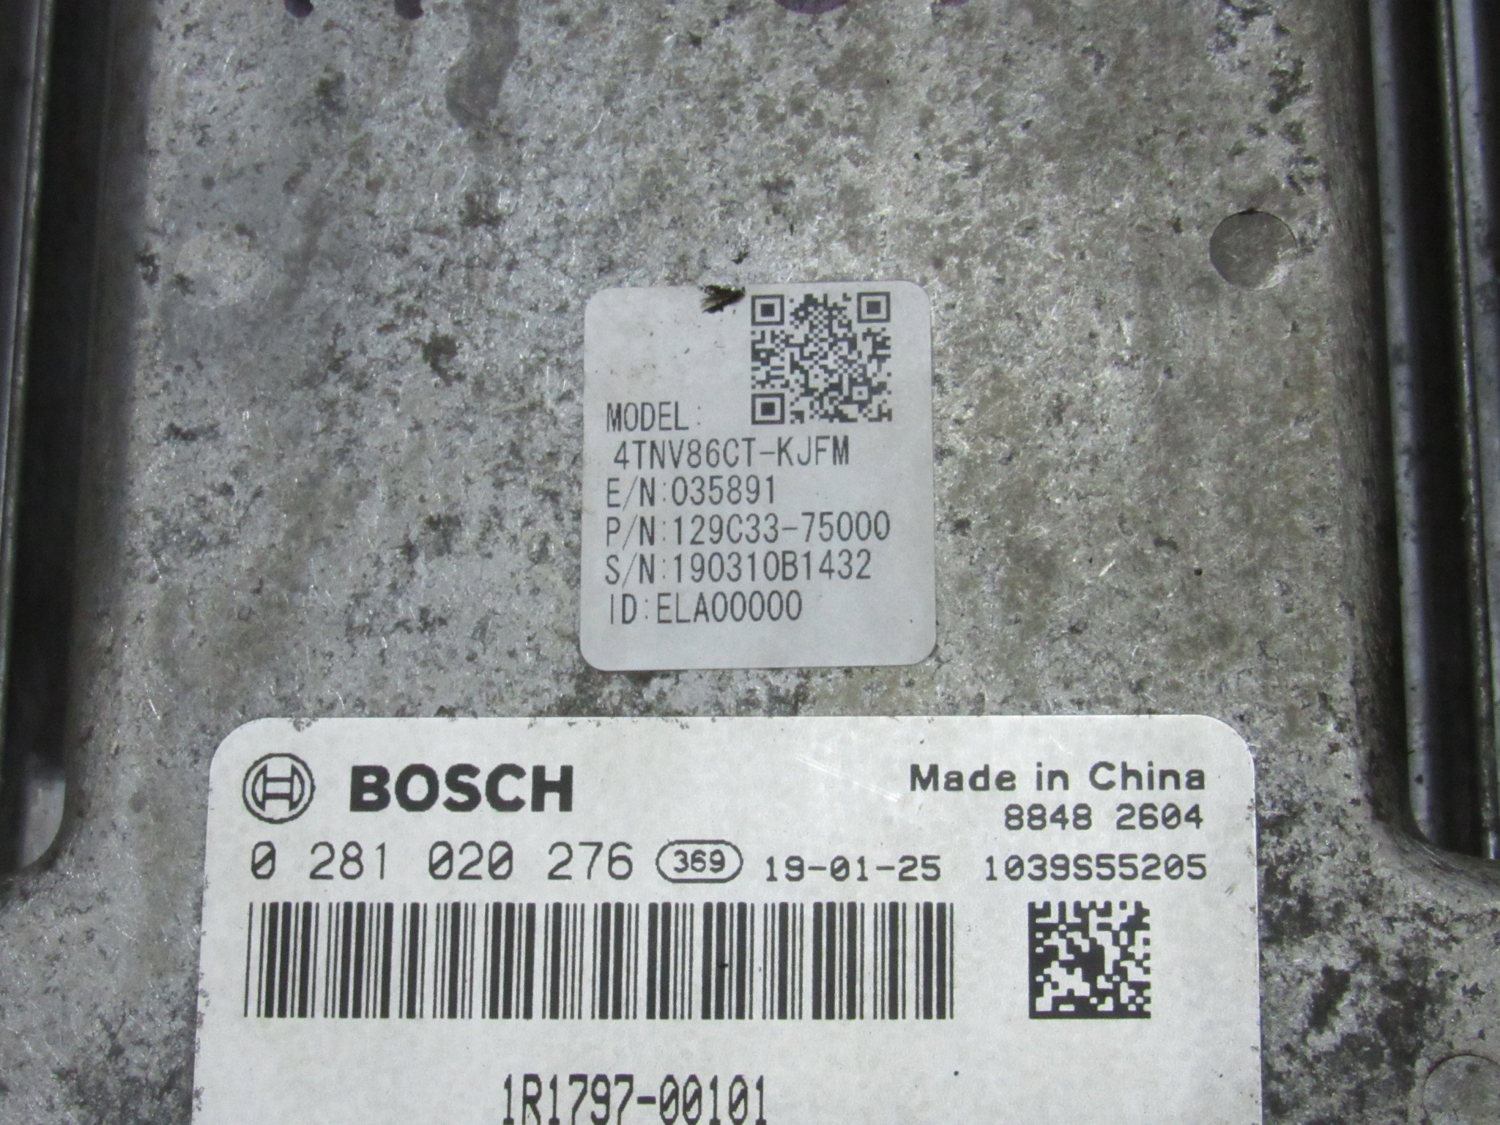 MODEL:
4TNV86CT-KJFM
E/N:035891
P/N:129C33-75000
S/N:190310B1432
ID:ELA00000
BOSCH
Made in China
8848 2604
0 281 020 276 369 19-01-25 1039S55205
1R1797-00101